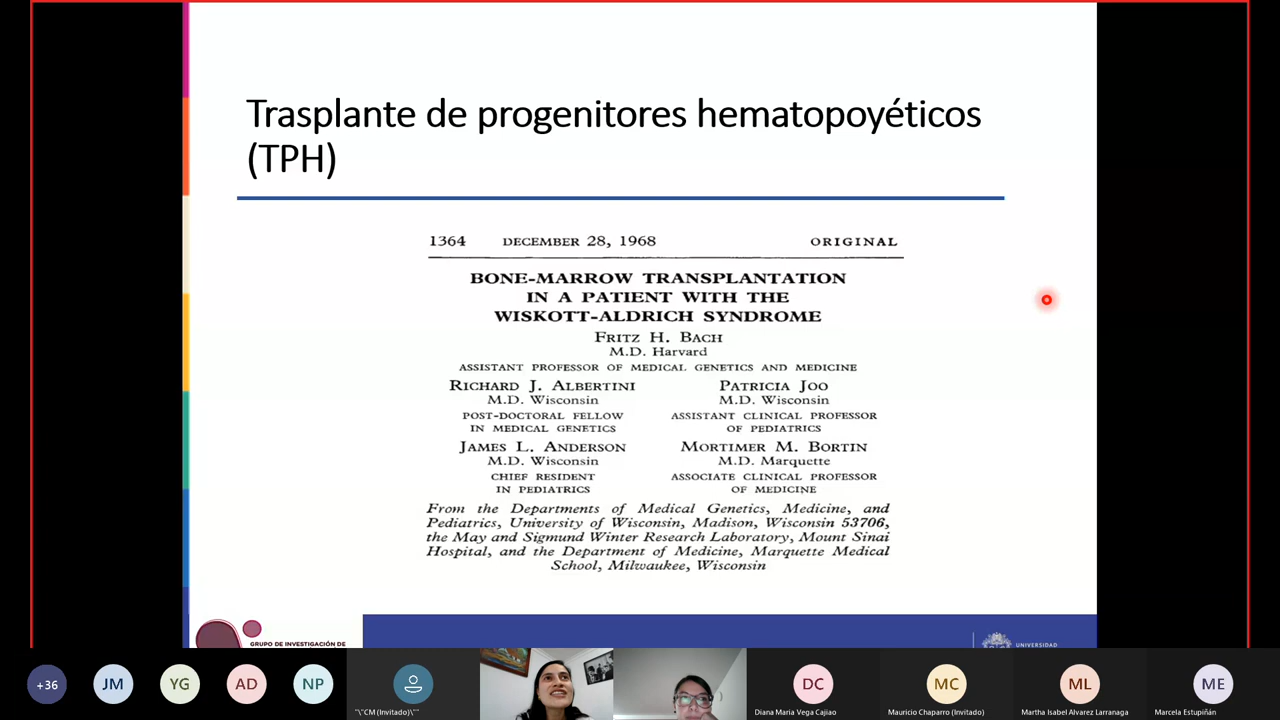 Trasplante de progenitores hematopoyéticos
(TPH)
1364 DECEMBER 28, 1968 ORIGINAL
BONE-MARROW TRANSPLANTATION
IN A PATIENT WITH THE
WISKOTT-ALDRICH SYNDROME
FRITZ H. BACH
M.D. Harvard
ASSISTANT PROFESSOR OF MEDICAL GENETICS AND MEDICINE
RICHARD J. ALBERTINI PATRICIA JOO
M.D. Wisconsin M.D. Wisconsin
POST-DOCTORAL FELLOW ASSISTANT CLINICAL PROFESSOR
IN MEDICAL GENETICS OF PEDIATRICS
JAMES L. ANDERSON MORTIMER M. BORTIN
M.D. Wisconsin M.D. Marquette
CHIEF RESIDENT ASSOCIATE CLINICAL PROFESSOR
IN PEDIATRICS OF MEDICINE
From the Departments of Medical Genetics, Medicine, and
Pediatrics, University of Wisconsin, Madison, Wisconsin 53706,
the May and Sigmund Winter Research Laboratory, Mount Sinai
Hospital, and the Department of Medicine, Marquette Medical
School, Milwaukee, Wisconsin
GRUPO DE INVESTIGACIÓN DE
UNIVERSIDAD
+36 JM YG AD NP DC MC ML ME
"\"CM (Invitado)\"" Diana Maria Vega Cajiao Mauricio Chaparro (Invitado) Martha Isabel Alvarez Larranaga Marcela Estupiñán